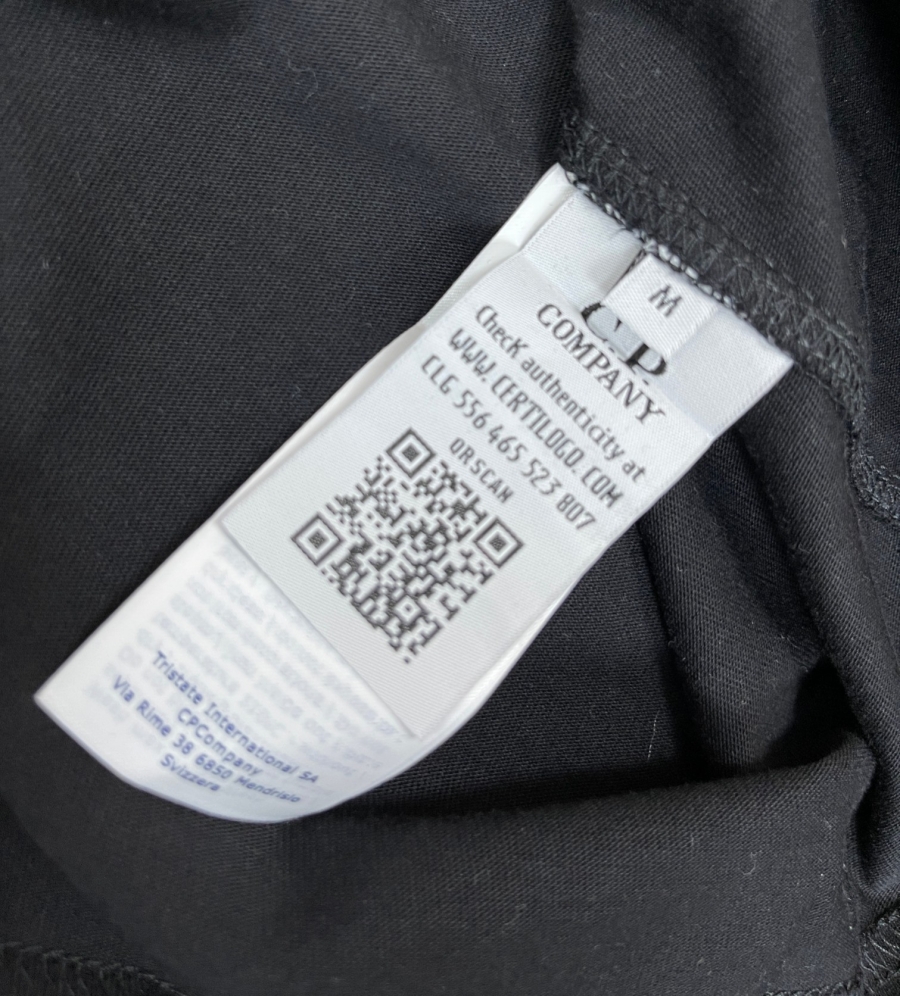 M
C.P.
COMPANY
Check authenticity at
WWW.CERTILOGO.COM
CLG 556 465 523 807
OR SCAN
Tristate International SA
CPCompany
Via Rime 38 6850 Mendrisio
Svizzera